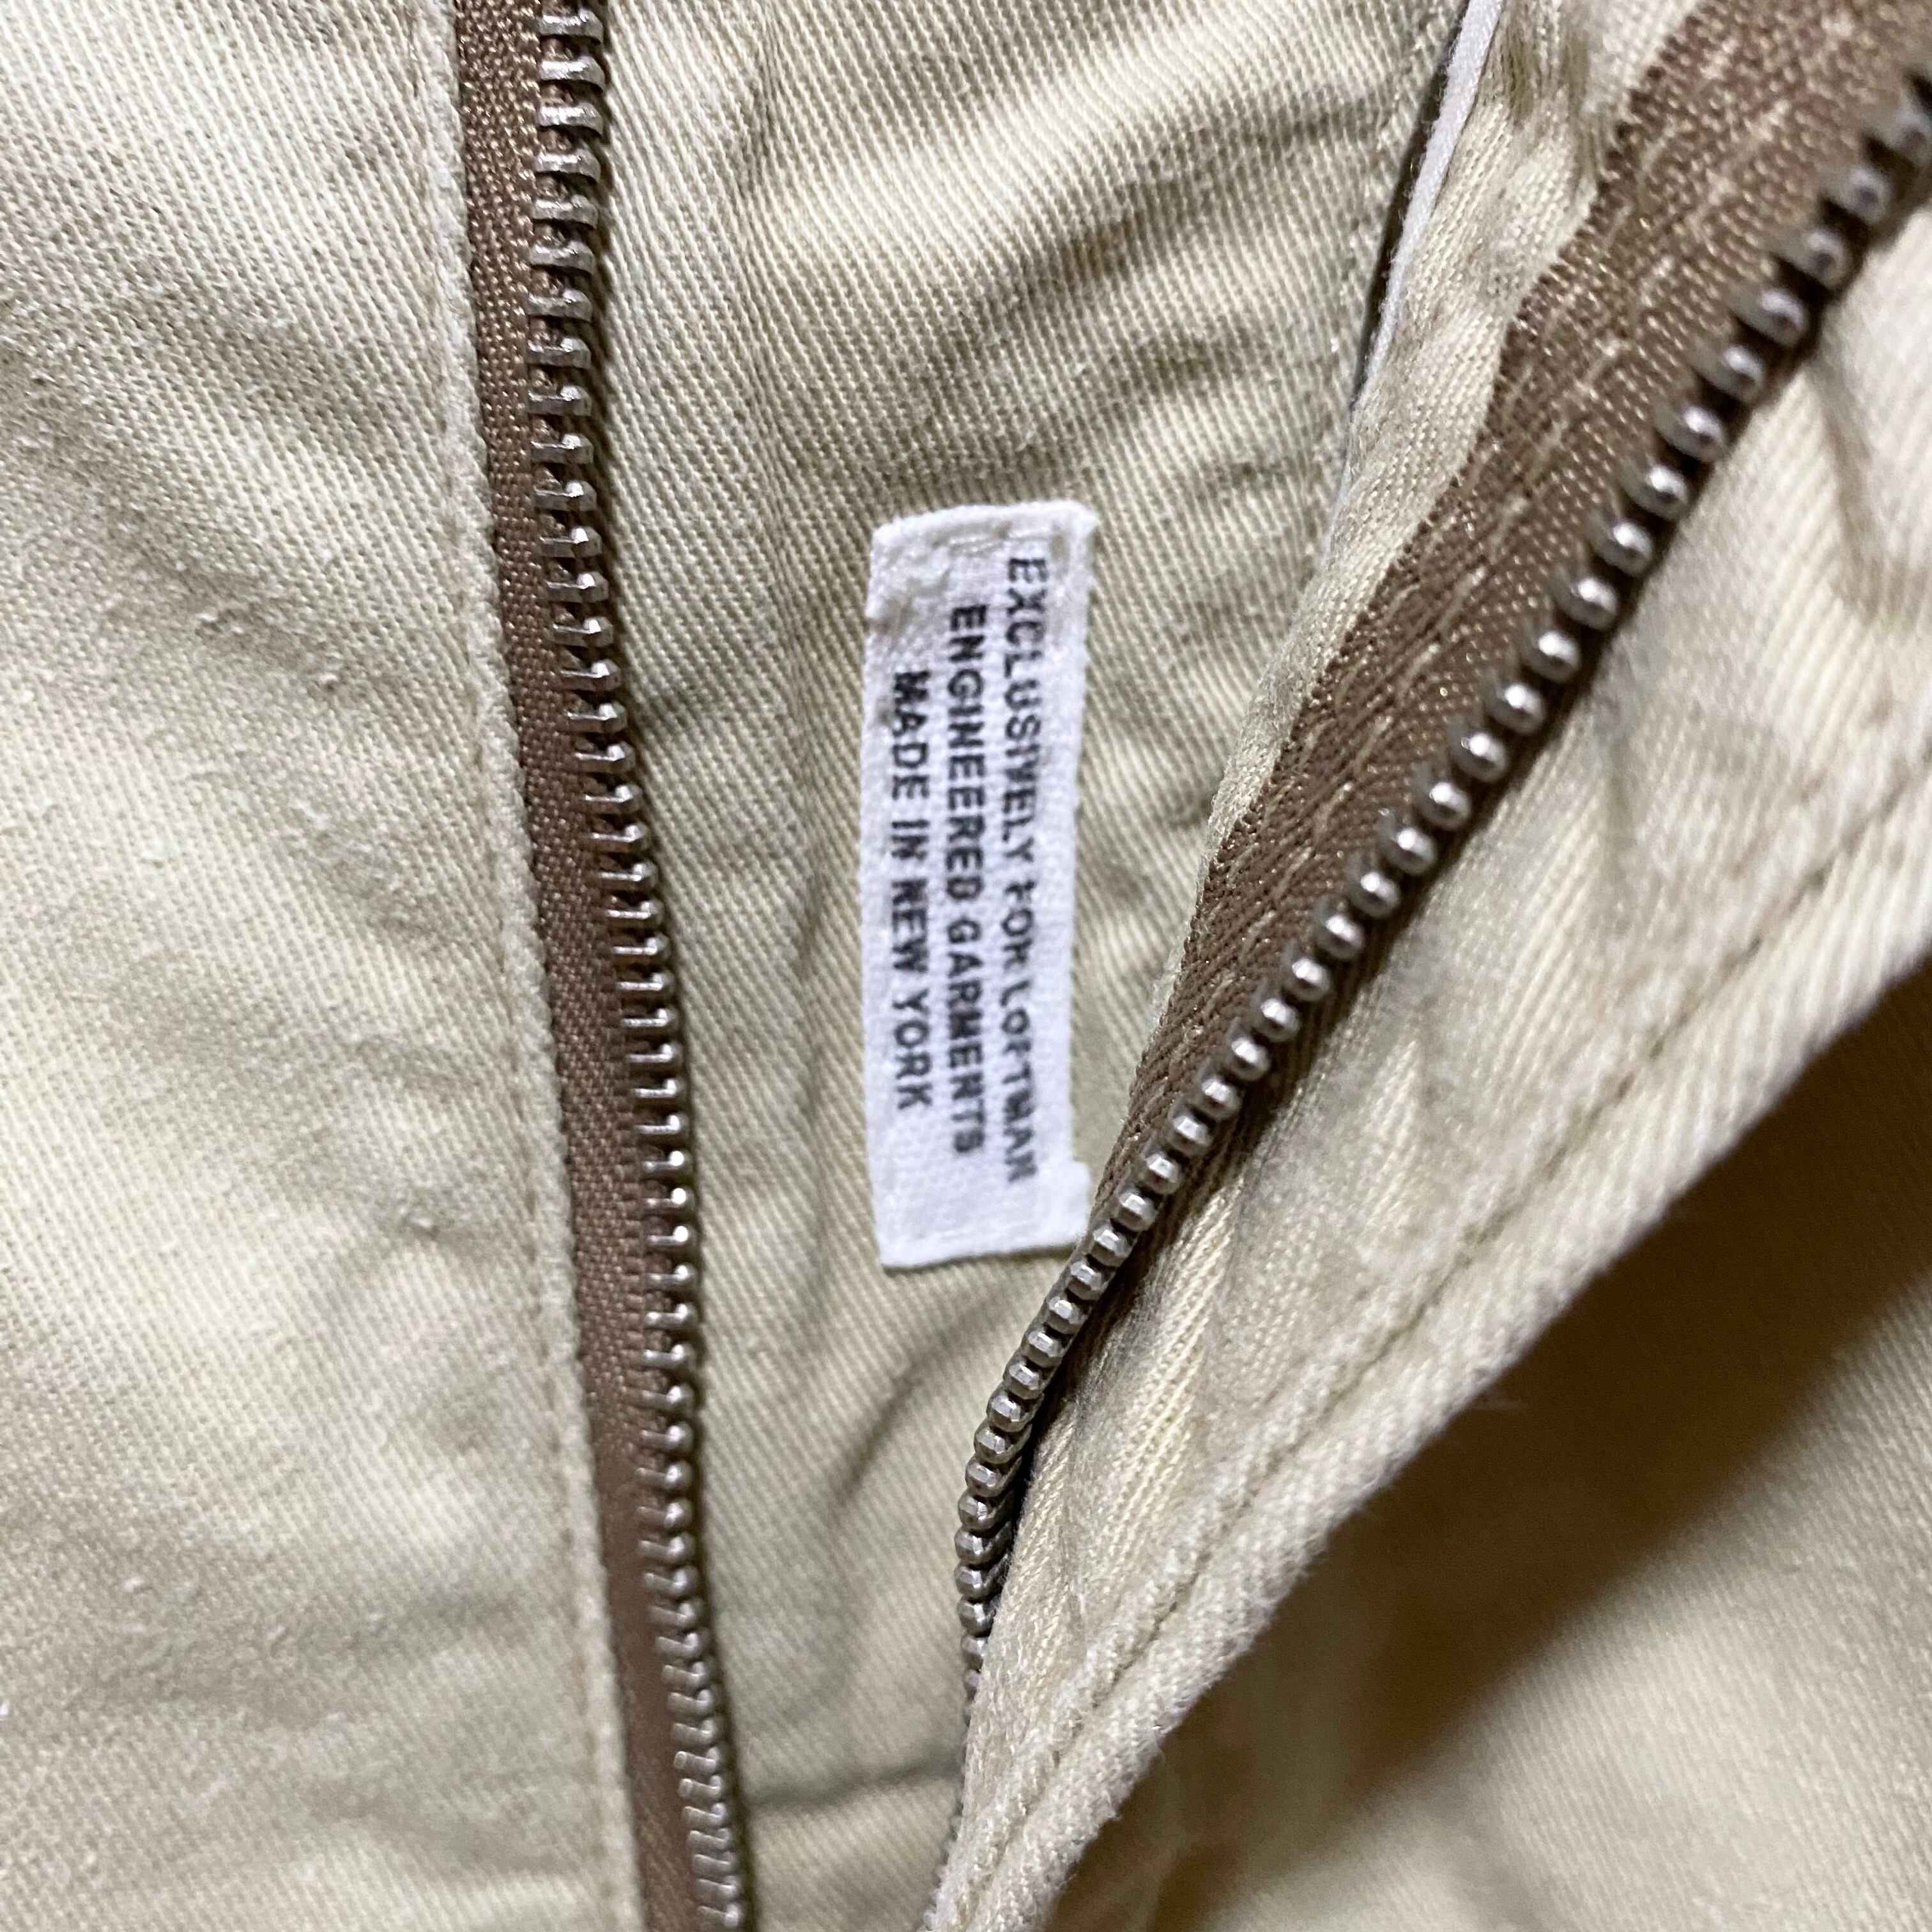 EXCLUSIVELY FOR LOFTMAN
ENGINEERED GARMENTS
MADE IN NEW YORK